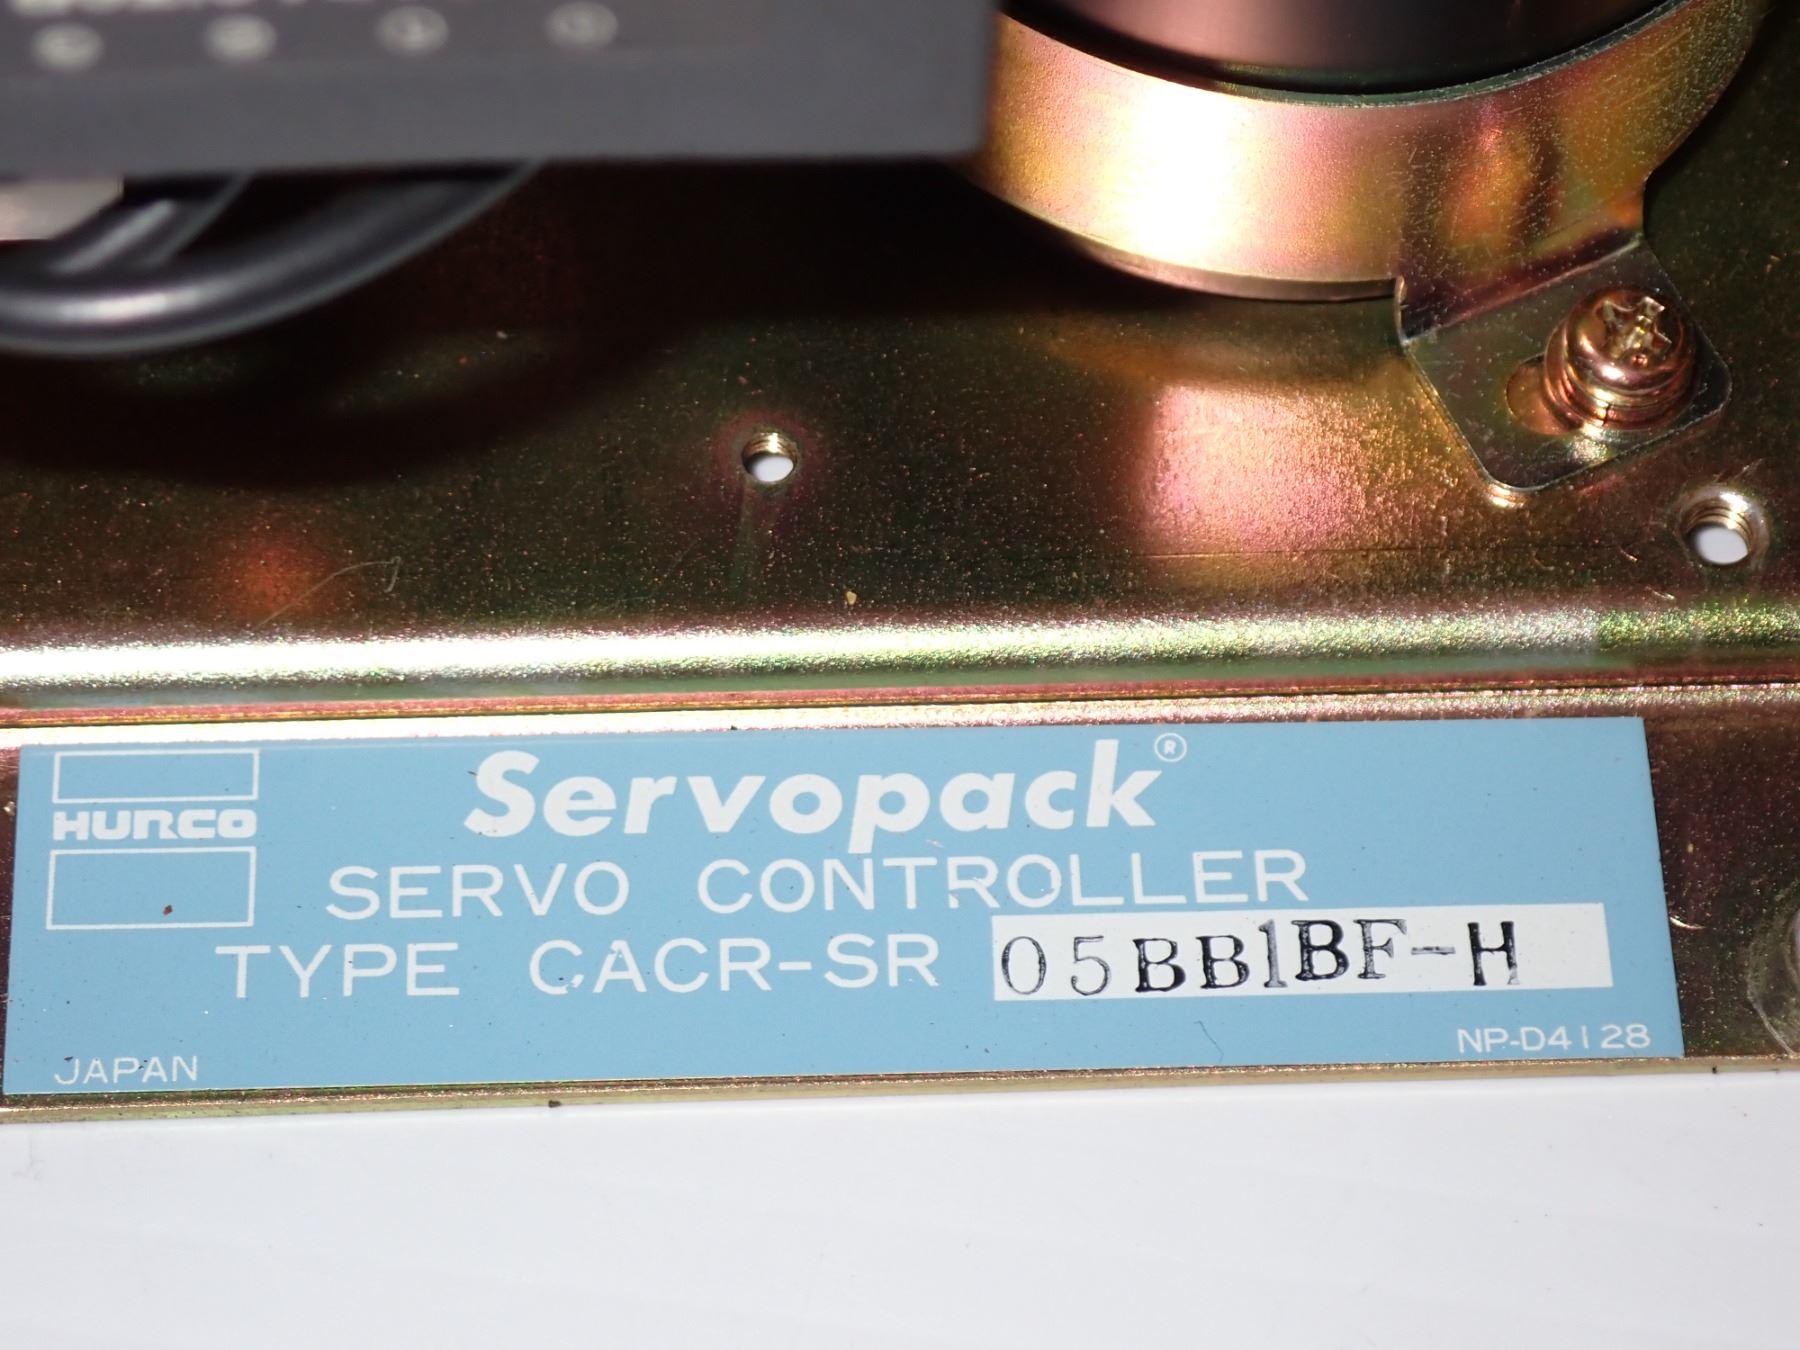 HURCO
Servopack®
SERVO CONTROLLER
TYPE CACR-SR 05BB1BF-H
JAPAN
NP-D4128